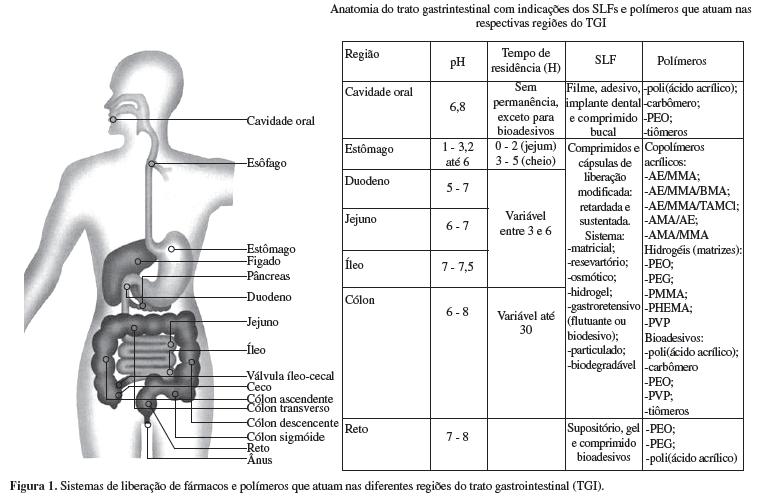 Anatomia do trato gastrintestinal com indicações dos SLFs e polímeros que atuam nas
respectivas regiões do TGI
Cavidade oral
Esôfago
Estômago
Figado
Pâncreas
Duodeno
Jejuno
Íleo
Válvula íleo-cecal
Ceco
Cólon ascendente
Cólon transverso
Cólon descencente
Cólon sigmóide
Reto
Ânus
Região
pH
Tempo de
residência (H)
SLF
Polímeros
Cavidade oral
6,8
Sem
permanência,
exceto para
bioadesivos
Filme, adesivo,
implante dental
e comprimido
bucal
-poli(ácido acrílico);
-carbômero;
-PEO;
-tiômeros
Estômago
1 - 3,2
até 6
0 - 2 (jejum)
3 - 5 (cheio)
Comprimidos e
cápsulas de
liberação
modificada:
retardada e
sustentada.
Sistema:
-matricial;
-resevartório;
-osmótico;
-hidrogel;
-gastroretensivo
(flutuante ou
biodesivo);
-particulado;
-biodegradável
Copolímeros
acrílicos:
-AE/MMA;
-AE/MMA/BMA;
-AE/MMA/TAMCl;
-AMA/AE;
-AMA/MMA
Hidrogéis (matrizes):
-PEO;
-PEG;
-PMMA;
-PHEMA;
-PVP
Bioadesivos:
-poli(ácido acrílico);
-carbômero
-PEO;
-PVP;
-tiômeros
Duodeno
5 - 7
Variável
entre 3 e 6
Jejuno
6 - 7
Íleo
7 - 7,5
Cólon
6 - 8
Variável até
30
Reto
7 - 8
Supositório, gel
e comprimido
bioadesivos
-PEO;
-PEG;
-poli(ácido acrílico)
Figura 1. Sistemas de liberação de fármacos e polímeros que atuam nas diferentes regiões do trato gastrointestinal (TGI).